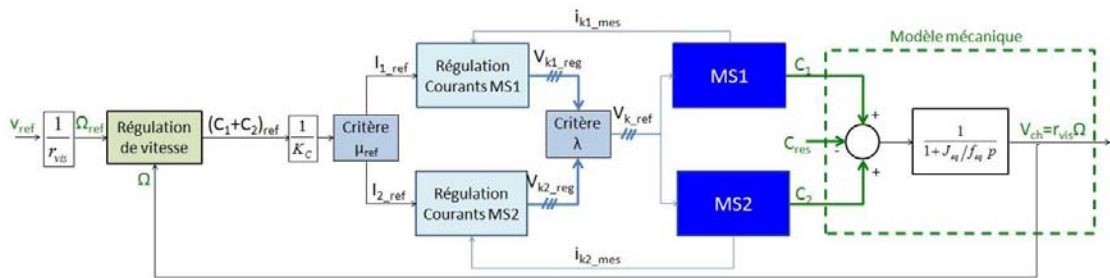 i_k1_mes
Modèle mécanique
Régulation
Courants MS1
V_k1_reg
MS1
C_1
I_1_ref
v_ref
1
r_vis
Ω_ref
Régulation
de vitesse
(C_1+C_2)_ref
1
K_C
Critère
μ_ref
Critère
λ
V_k_ref
C_res
+
-
+
1
1+J_eq/f_eq p
V_ch=r_vis Ω
Ω
I_2_ref
Régulation
Courants MS2
V_k2_reg
MS2
C_2
i_k2_mes